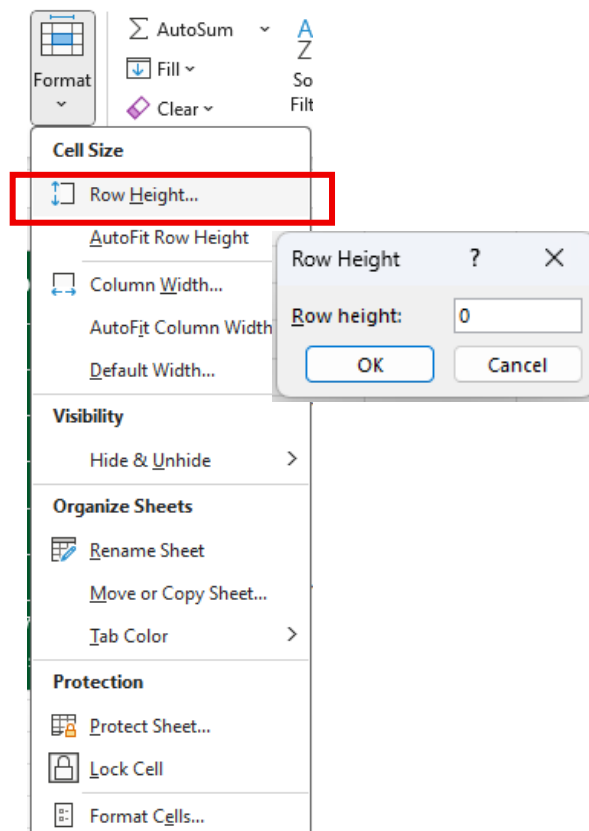 AutoSum
Format
Fill
Clear
A
Z
So
Filt
Cell Size
Row Height...
AutoFit Row Height
Column Width...
AutoFit Column Width
Default Width...
Visibility
Hide & Unhide
Organize Sheets
Rename Sheet
Move or Copy Sheet...
Tab Color
Protection
Protect Sheet...
Lock Cell
Format Cells...
Row Height ?
Row height: 0
OK Cancel